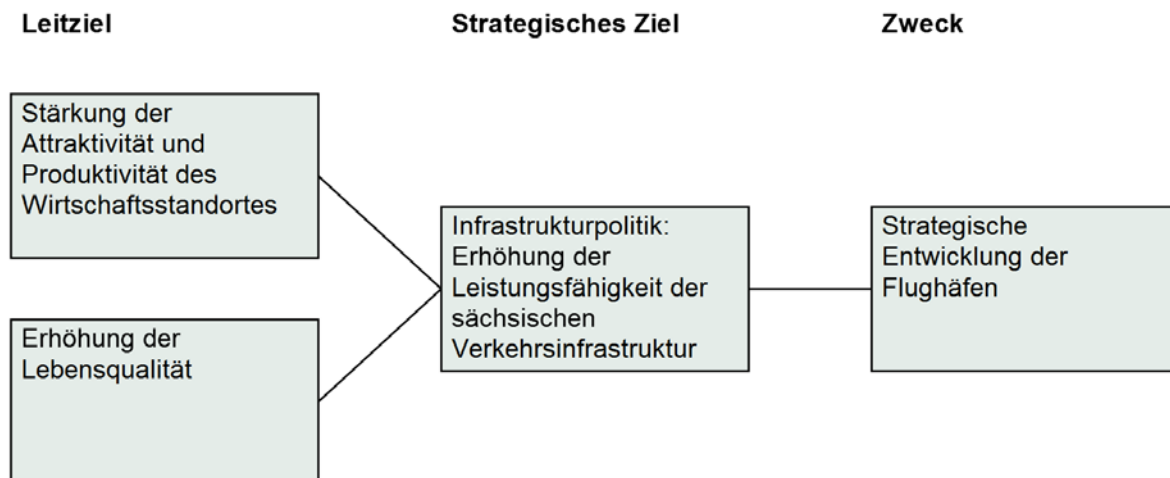 Leitziel
Strategisches Ziel
Zweck
Stärkung der
Attraktivität und
Produktivität des
Wirtschaftsstandortes
Erhöhung der
Lebensqualität
Infrastrukturpolitik:
Erhöhung der
Leistungsfähigkeit der
sächsischen
Verkehrsinfrastruktur
Strategische
Entwicklung der
Flughäfen